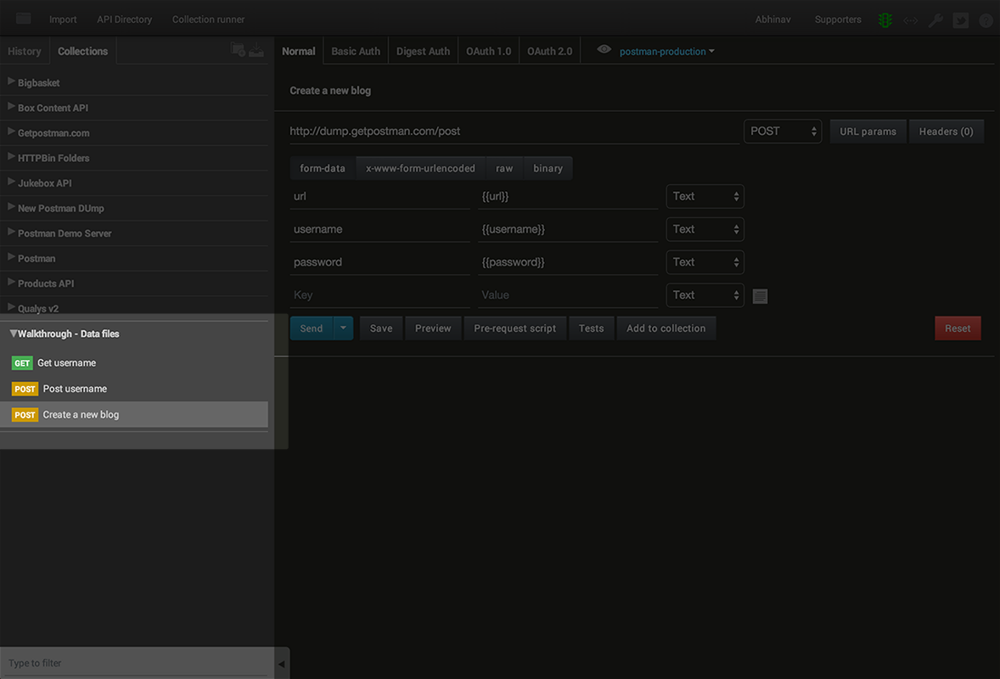 Import API Directory Collection runner Abhinav Supporters
History Collections
Normal Basic Auth Digest Auth OAuth 1.0 OAuth 2.0 postman-production
Bigbasket
Box Content API
Getpostman.com
HTTPBin Folders
Jukebox API
New Postman DUmp
Postman Demo Server
Postman
Products API
Qualys v2
Walkthrough - Data files
GET Get username
POST Post username
POST Create a new blog
Type to filter
Create a new blog
http://dump.getpostman.com/post POST URL params Headers (0)
form-data x-www-form-urlencoded raw binary
url {{url}} Text
username {{username}} Text
password {{password}} Text
Key Value Text
Send Save Preview Pre-request script Tests Add to collection Reset